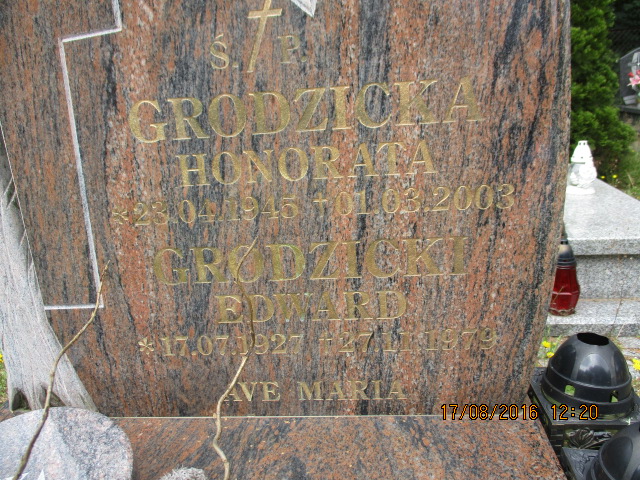 Ś P.
GRODZICKA
HONORATA
*23.04.1945 +01.03.2003
GRODZICKI
EDWARD
*17.07.1927 +27.11.1979
AVE MARIA
17/08/2016 12:20